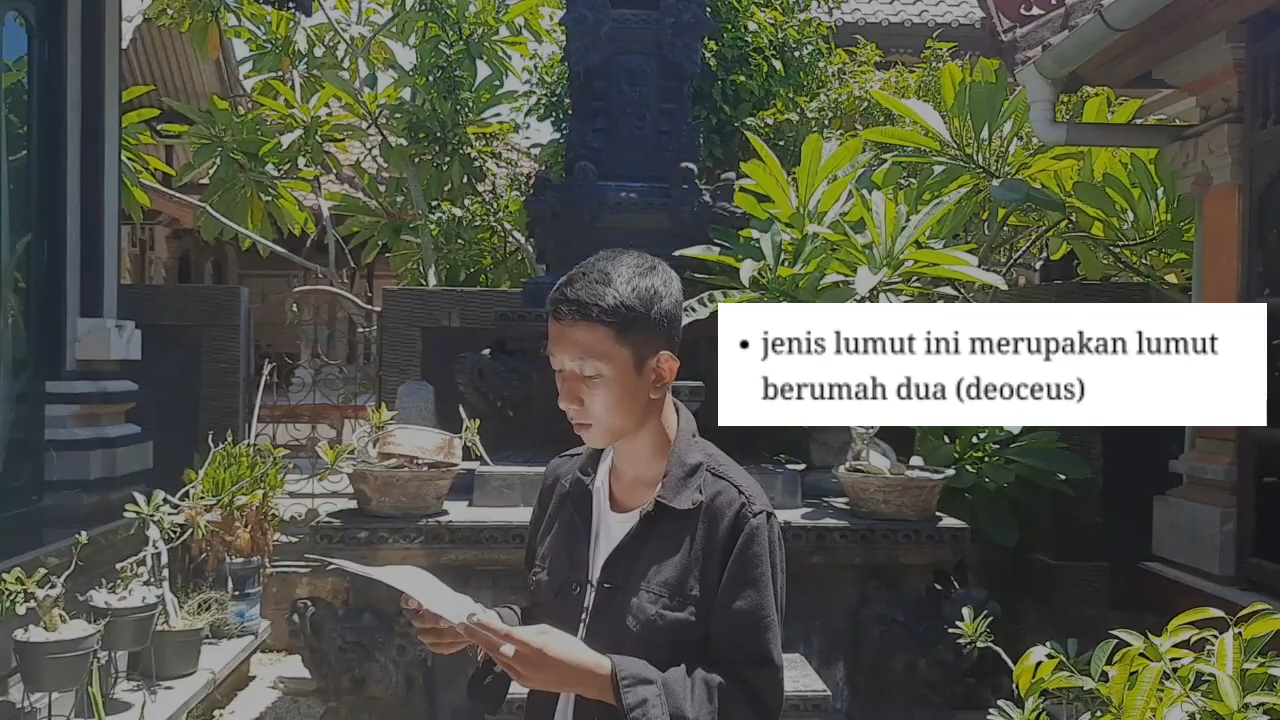 • jenis lumut ini merupakan lumut
berumah dua (deoceus)